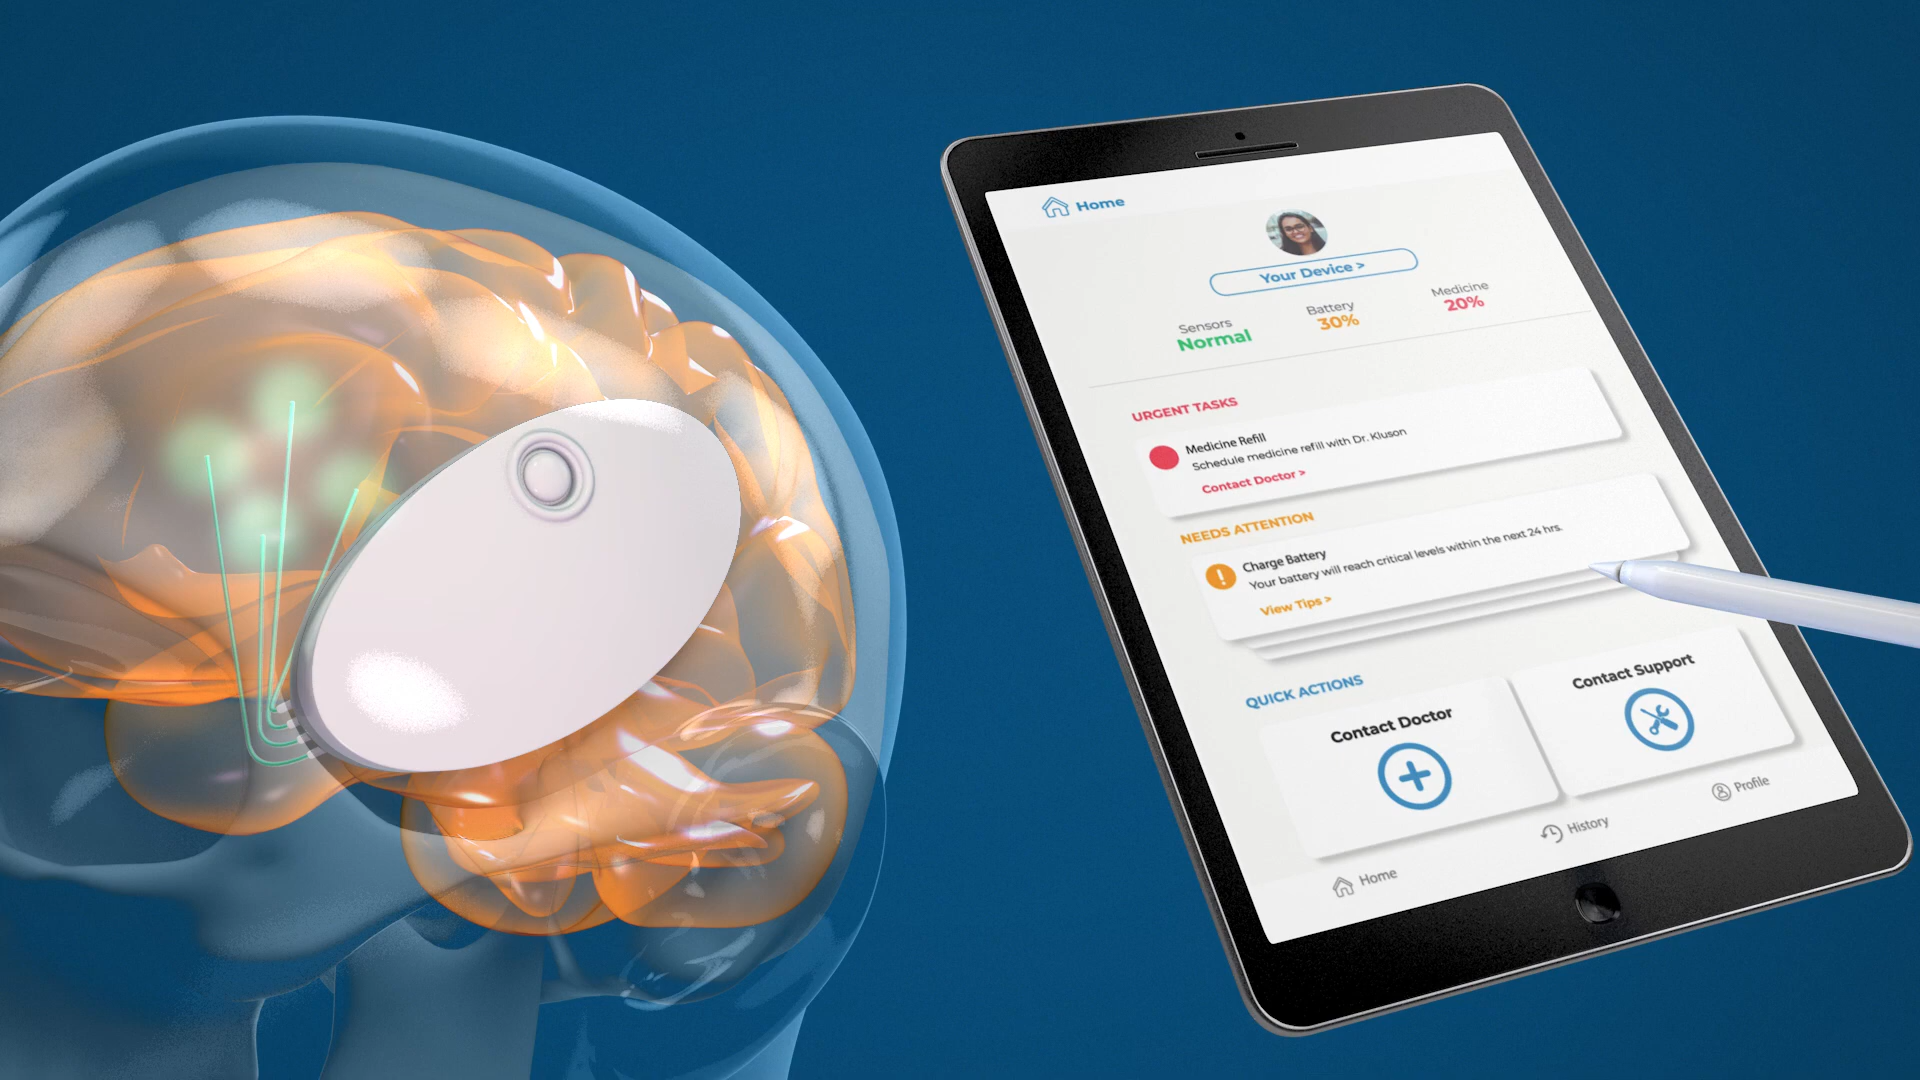 Home
Your Device >
Sensors
Normal
Battery
30%
Medicine
20%
URGENT TASKS
Medicine Refill
Schedule medicine refill with Dr. Kluson
Contact Doctor >
NEEDS ATTENTION
!
Charge Battery
Your battery will reach critical levels within the next 24 hrs.
View Tips >
QUICK ACTIONS
Contact Doctor
Contact Support
Home
History
Profile